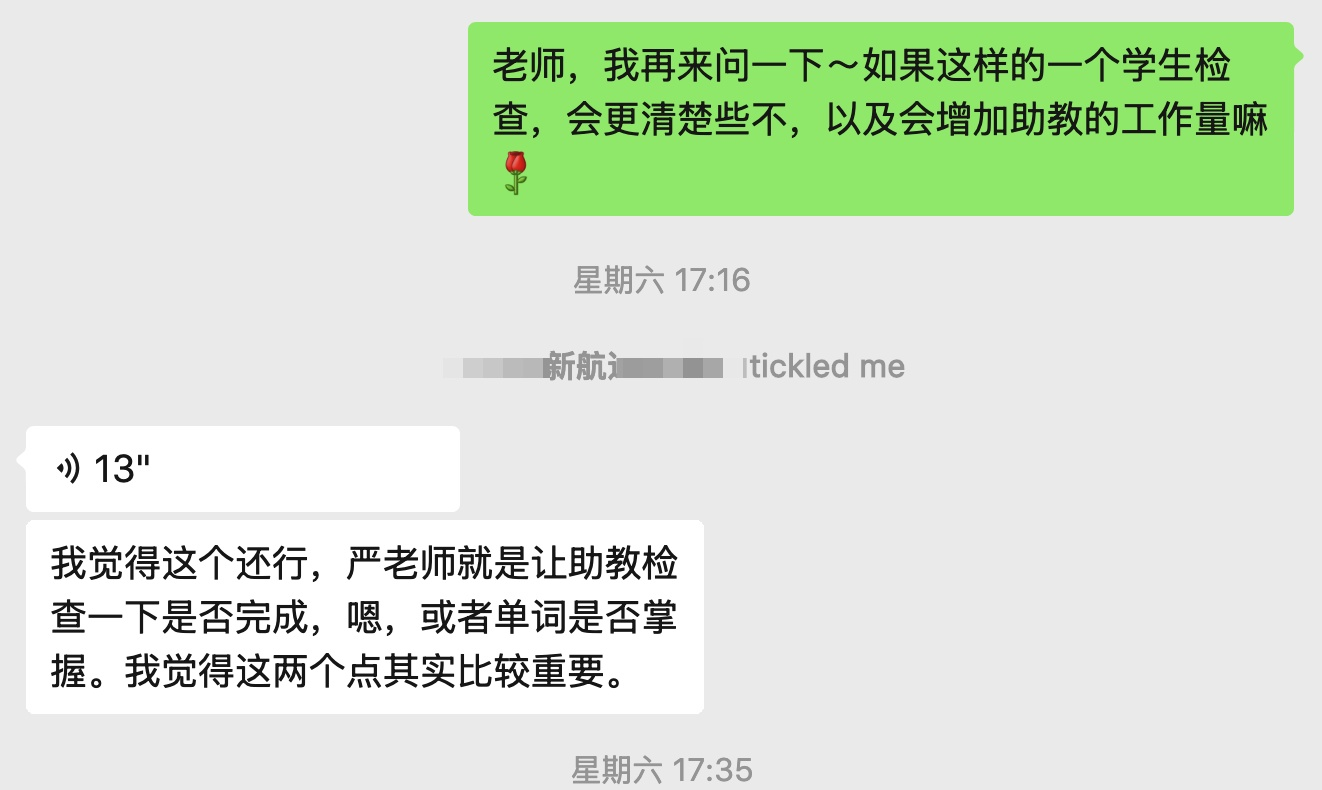 老师，我再来问一下～如果这样的一个学生检
查，会更清楚些不，以及会增加助教的工作量嘛
🌹
星期六 17:16
新航 tickled me
13"
我觉得这个还行，严老师就是让助教检
查一下是否完成，嗯，或者单词是否掌
握。我觉得这两个点其实比较重要。
星期六 17:35